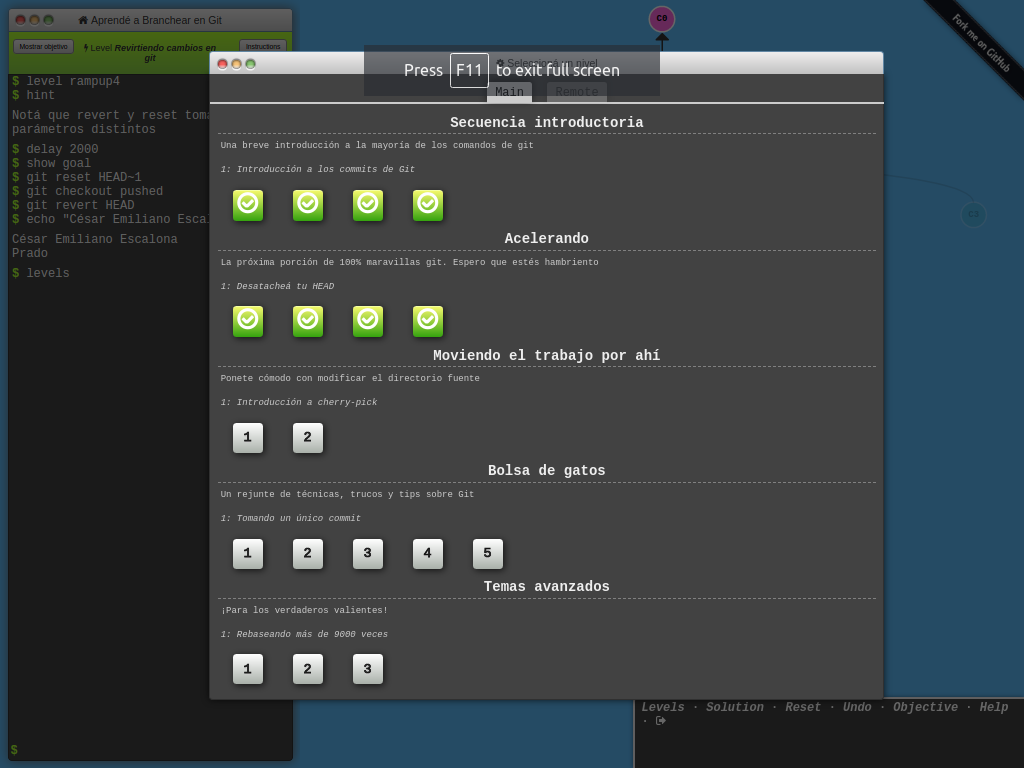 Aprendé a Branchear en Git
Mostrar objetivo
Level Revirtiendo cambios en git
Instructions
$ level rampup4
$ hint
Notá que revert y reset toma
parámetros distintos
$ delay 2000
$ show goal
$ git reset HEAD~1
$ git checkout pushed
$ git revert HEAD
$ echo "César Emiliano Escal
César Emiliano Escalona
Prado
$ levels
$
C0
Fork me on GitHub
C3
Seleccioná un nivel
Press F11 to exit full screen
Main
Remote
Secuencia introductoria
Una breve introducción a la mayoría de los comandos de git
1: Introducción a los commits de Git
Acelerando
La próxima porción de 100% maravillas git. Espero que estés hambriento
1: Desatacheá tu HEAD
Moviendo el trabajo por ahí
Ponete cómodo con modificar el directorio fuente
1: Introducción a cherry-pick
1 2
Bolsa de gatos
Un rejunte de técnicas, trucos y tips sobre Git
1: Tomando un único commit
1 2 3 4 5
Temas avanzados
¡Para los verdaderos valientes!
1: Rebaseando más de 9000 veces
1 2 3
Levels · Solution · Reset · Undo · Objective · Help
·